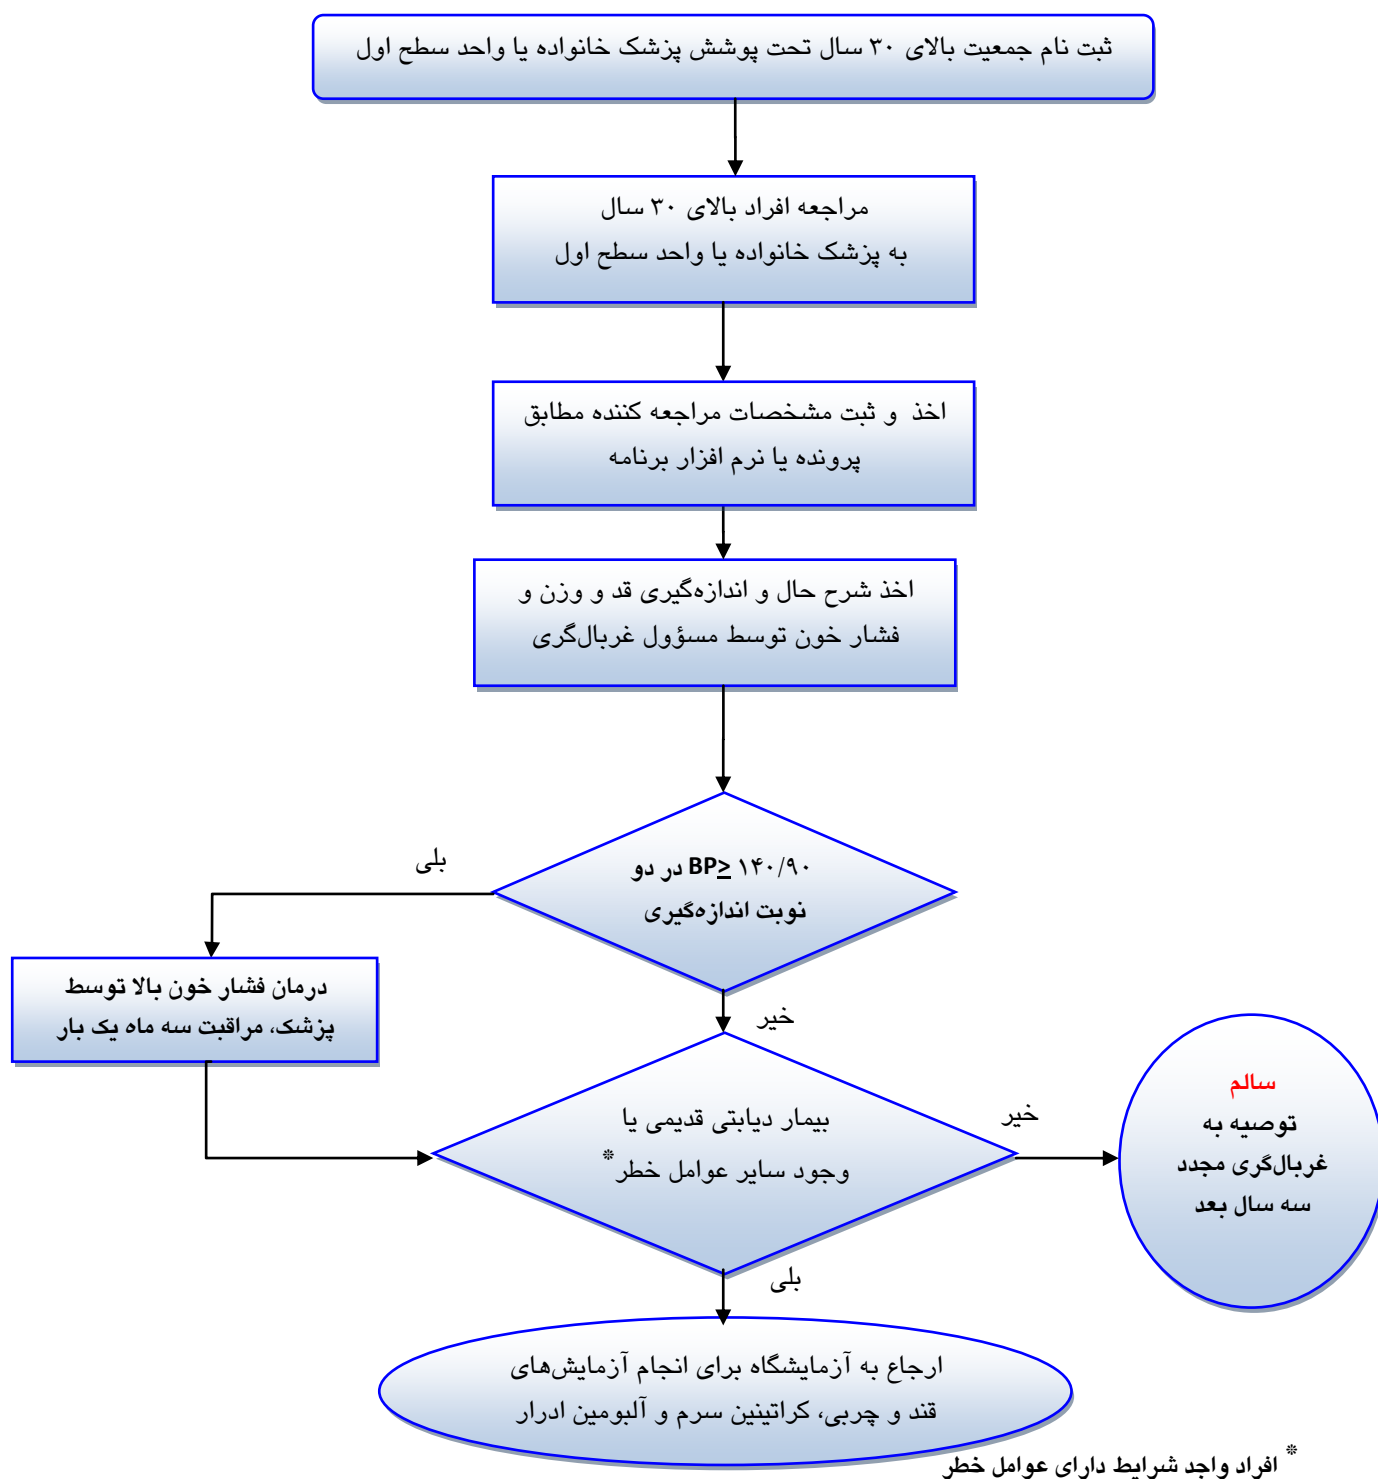 ثبت نام جمعیت بالای ۳۰ سال تحت پوشش پزشک خانواده یا واحد سطح اول
مراجعه افراد بالای ۳۰ سال
به پزشک خانواده یا واحد سطح اول
اخذ و ثبت مشخصات مراجعه کننده مطابق
پرونده یا نرم افزار برنامه
اخذ شرح حال و اندازه‌گیری قد و وزن و
فشار خون توسط مسؤول غربال‌گری
BP≥ ۱۴۰/۹۰ در دو
نوبت اندازه‌گیری
بلی
درمان فشار خون بالا توسط
پزشک، مراقبت سه ماه یک بار
خیر
بیمار دیابتی قدیمی یا
وجود سایر عوامل خطر*
خیر
سالم
توصیه به
غربال‌گری مجدد
سه سال بعد
بلی
ارجاع به آزمایشگاه برای انجام آزمایش‌های
قند و چربی، کراتینین سرم و آلبومین ادرار
* افراد واجد شرایط دارای عوامل خطر